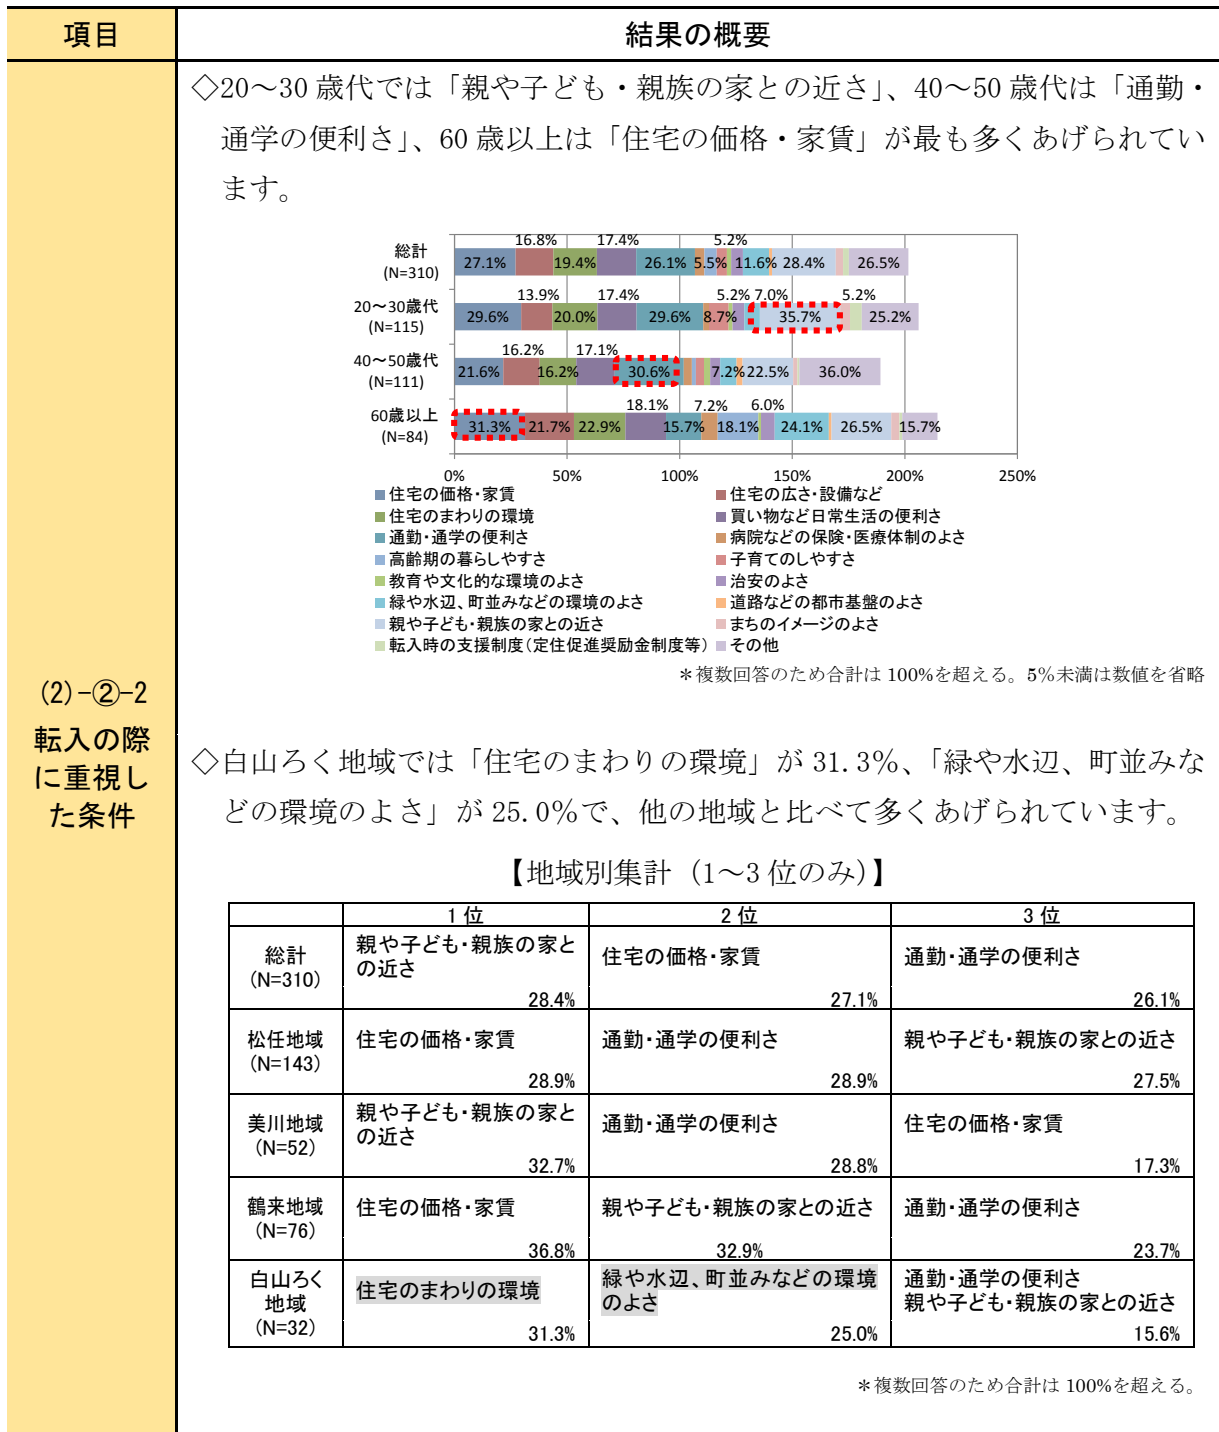 項目
結果の概要
(2)-②-2
転入の際
に重視し
た条件
◇20～30 歳代では「親や子ども・親族の家との近さ」、40～50 歳代は「通勤・
通学の便利さ」、60 歳以上は「住宅の価格・家賃」が最も多くあげられてい
ます。
16.8% 17.4% 5.2%
総計
(N=310)
27.1% 19.4% 26.1% 5.5% 11.6% 28.4% 26.5%
13.9% 17.4% 5.2% 7.0% 5.2%
20～30歳代
(N=115)
29.6% 20.0% 29.6% 8.7% 35.7% 25.2%
16.2% 17.1%
40～50歳代
(N=111)
21.6% 16.2% 30.6% 7.2% 22.5% 36.0%
18.1% 7.2% 6.0%
60歳以上
(N=84)
31.3% 21.7% 22.9% 15.7% 18.1% 24.1% 26.5% 15.7%
0% 50% 100% 150% 200% 250%
住宅の価格・家賃 住宅の広さ・設備など
住宅のまわりの環境 買い物など日常生活の便利さ
通勤・通学の便利さ 病院などの保険・医療体制のよさ
高齢期の暮らしやすさ 子育てのしやすさ
教育や文化的な環境のよさ 治安のよさ
緑や水辺、町並みなどの環境のよさ 道路などの都市基盤のよさ
親や子ども・親族の家との近さ まちのイメージのよさ
転入時の支援制度（定住促進奨励金制度等） その他
＊複数回答のため合計は 100%を超える。5%未満は数値を省略
◇白山ろく地域では「住宅のまわりの環境」が 31.3%、「緑や水辺、町並みな
どの環境のよさ」が 25.0%で、他の地域と比べて多くあげられています。
【地域別集計（1～3 位のみ）】
1 位 2 位 3 位
総計
（N=310）
親や子ども・親族の家と
の近さ
28.4%
住宅の価格・家賃
27.1%
通勤・通学の便利さ
26.1%
松任地域
（N=143）
住宅の価格・家賃
28.9%
通勤・通学の便利さ
28.9%
親や子ども・親族の家との近さ
27.5%
美川地域
（N=52）
親や子ども・親族の家と
の近さ
32.7%
通勤・通学の便利さ
28.8%
住宅の価格・家賃
17.3%
鶴来地域
（N=76）
住宅の価格・家賃
36.8%
親や子ども・親族の家との近さ
32.9%
通勤・通学の便利さ
23.7%
白山ろく
地域
（N=32）
住宅のまわりの環境
31.3%
緑や水辺、町並みなどの環境
のよさ
25.0%
通勤・通学の便利さ
親や子ども・親族の家との近さ
15.6%
＊複数回答のため合計は 100%を超える。